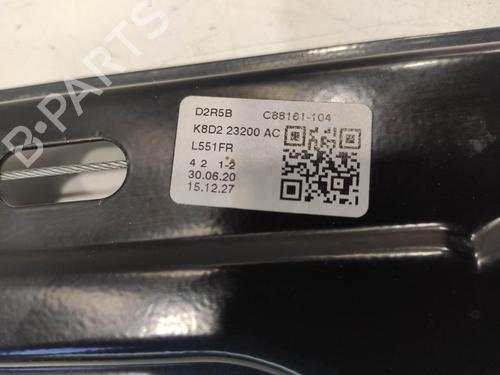 D2R5B C88161-104
K8D2 23200 AC
L551FR
4 2 1-2
30.06.20
15.12.27
B-PARTS